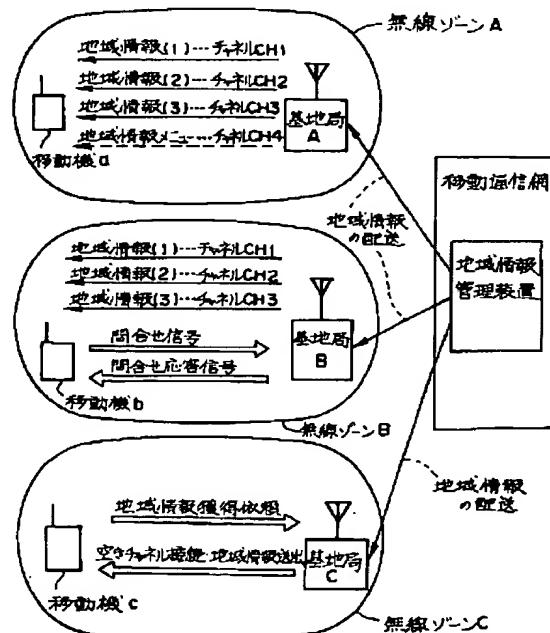 無線ゾーンA
地域情報(1)…チャネルCH1
地域情報(2)…チャネルCH2
地域情報(3)…チャネルCH3
地域情報メニュー…チャネルCH4
基地局
A
移動機a
移動通信網
地域情報
の配送
地域情報
管理装置
地域情報(1)…チャネルCH1
地域情報(2)…チャネルCH2
地域情報(3)…チャネルCH3
問合せ信号
問合せ応答信号
基地局
B
移動機b
無線ゾーンB
地域情報
の配送
地域情報獲得依頼
空きチャネル接続・地域情報送出
基地局
C
移動機c
無線ゾーンC